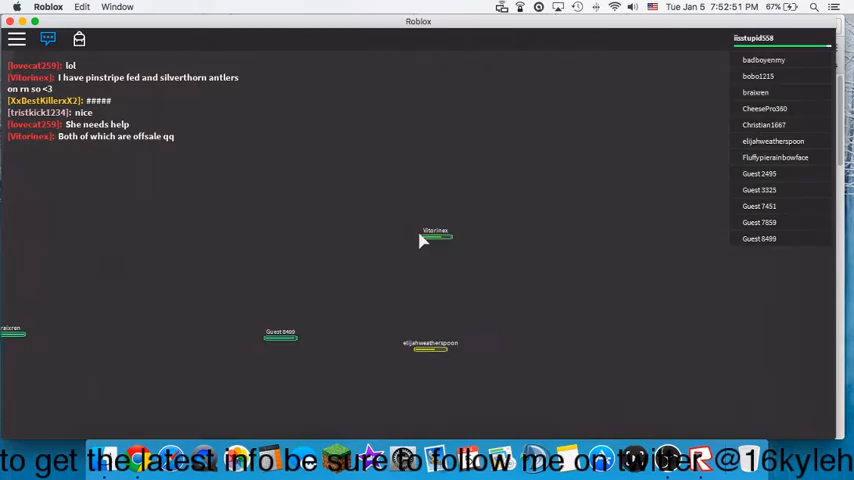 Roblox Edit Window
Tue Jan 5 7:52:51 PM 67%
Roblox
iisstupid558
[lovecat259]: lol
[Vitorinex]: I have pinstripe fed and silverthorn antlers
on rn so <3
[XxBestKillerxX2]: #####
[tristkick1234]: nice
[lovecat259]: She needs help
[Vitorinex]: Both of which are offsale qq
badboyenmy
bobo1215
braixren
CheesePro360
Christian1667
elijahweatherspoon
Fluffypierainbowface
Guest 2495
Guest 3325
Guest 7451
Guest 7859
Guest 8499
Vitorinex
raixren
Guest 8499
elijahweatherspoon
to get the latest info be sure to follow me on twitter @16kyleh